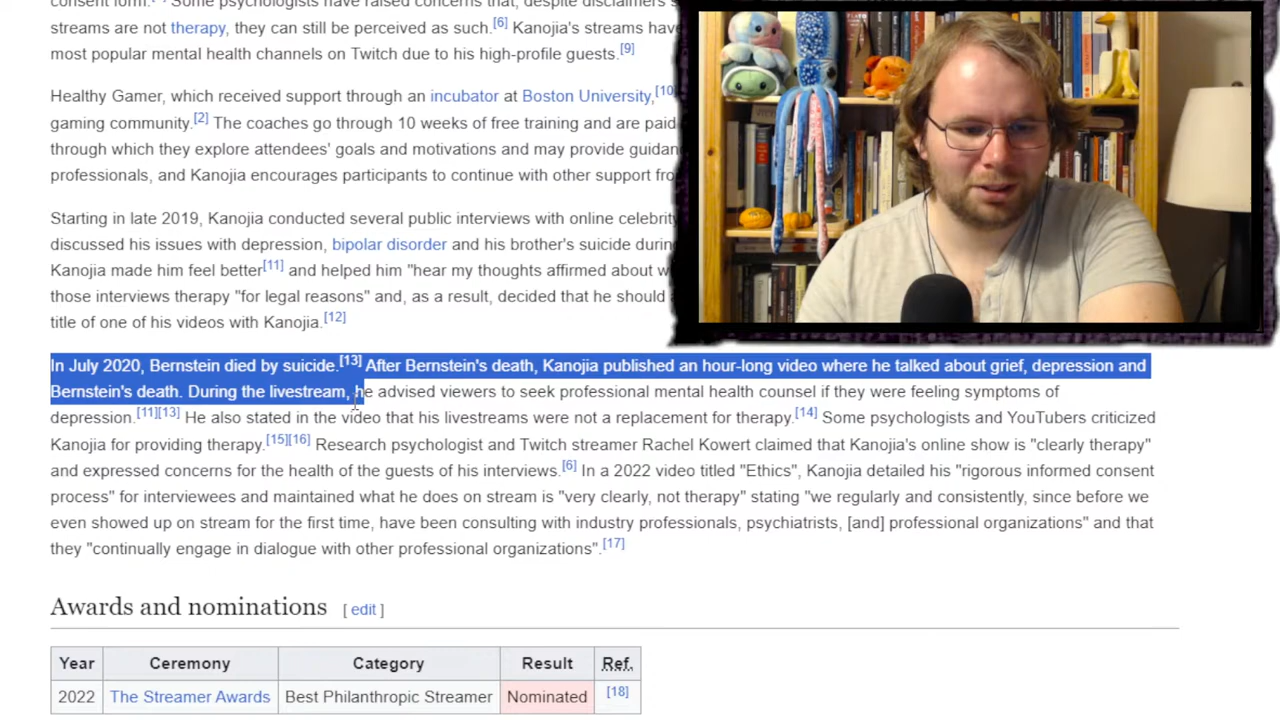 consent form. Some psychologists have raised concerns that, despite disclaimers s
streams are not therapy, they can still be perceived as such.[6] Kanojia's streams have
most popular mental health channels on Twitch due to his high-profile guests.[9]
Healthy Gamer, which received support through an incubator at Boston University,[10]
gaming community.[2] The coaches go through 10 weeks of free training and are paid
through which they explore attendees' goals and motivations and may provide guidan
professionals, and Kanojia encourages participants to continue with other support fro
Starting in late 2019, Kanojia conducted several public interviews with online celebrity
discussed his issues with depression, bipolar disorder and his brother's suicide durin
Kanojia made him feel better[11] and helped him "hear my thoughts affirmed about w
those interviews therapy "for legal reasons" and, as a result, decided that he should
title of one of his videos with Kanojia.[12]
In July 2020, Bernstein died by suicide.[13] After Bernstein's death, Kanojia published an hour-long video where he talked about grief, depression and
Bernstein's death. During the livestream, he advised viewers to seek professional mental health counsel if they were feeling symptoms of
depression.[11][13] He also stated in the video that his livestreams were not a replacement for therapy.[14] Some psychologists and YouTubers criticized
Kanojia for providing therapy.[15][16] Research psychologist and Twitch streamer Rachel Kowert claimed that Kanojia's online show is "clearly therapy"
and expressed concerns for the health of the guests of his interviews.[6] In a 2022 video titled "Ethics", Kanojia detailed his "rigorous informed consent
process" for interviewees and maintained what he does on stream is "very clearly, not therapy" stating "we regularly and consistently, since before we
even showed up on stream for the first time, have been consulting with industry professionals, psychiatrists, [and] professional organizations" and that
they "continually engage in dialogue with other professional organizations".[17]
Awards and nominations [ edit ]
Year Ceremony Category Result Ref.
2022 The Streamer Awards Best Philanthropic Streamer Nominated [18]